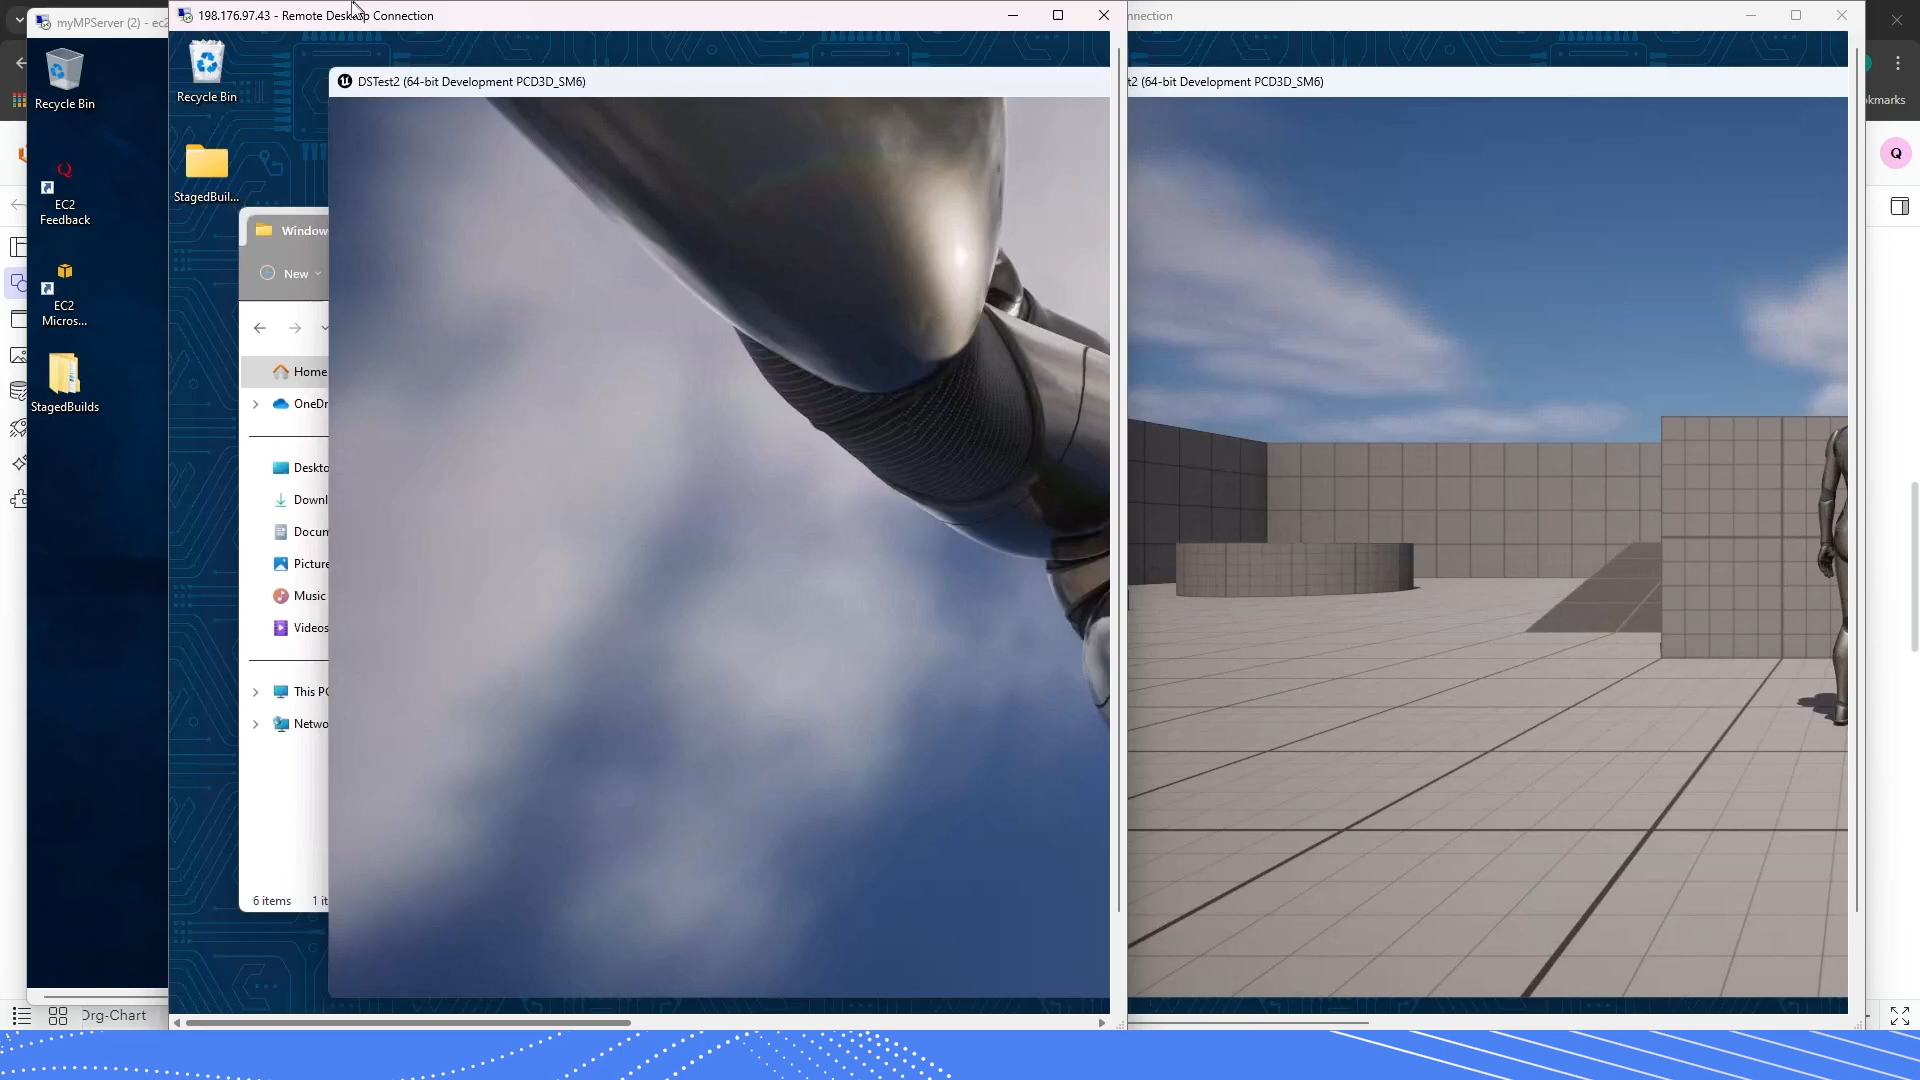 myMPServer (2) - ec2
198.176.97.43 - Remote Desktop Connection
nnection
Recycle Bin
Recycle Bin
DSTest2 (64-bit Development PCD3D_SM6)
t2 (64-bit Development PCD3D_SM6)
kmarks
Q
StagedBuil...
EC2
Feedback
EC2
Micros...
StagedBuilds
Window
New
Home
OneDr
Deskto
Downl
Docum
Picture
Music
Videos
This PC
Netwo
6 items
1 it
Org-Chart